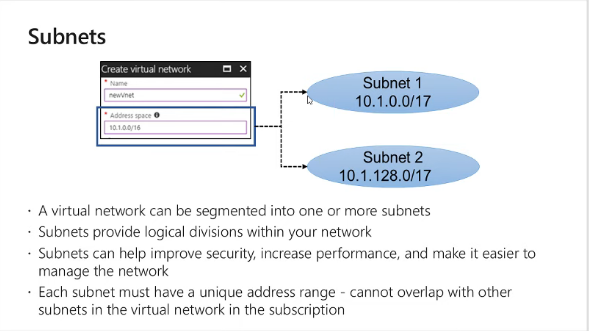 Subnets
Create virtual network
* Name
newvnet
* Address space
10.1.0.0/16
Subnet 1
10.1.0.0/17
Subnet 2
10.1.128.0/17
· A virtual network can be segmented into one or more subnets
· Subnets provide logical divisions within your network
· Subnets can help improve security, increase performance, and make it easier to
manage the network
· Each subnet must have a unique address range - cannot overlap with other
subnets in the virtual network in the subscription